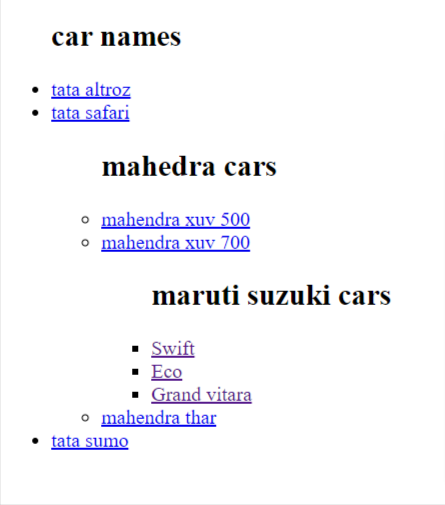 car names
tata altroz
tata safari
mahedra cars
mahendra xuv 500
mahendra xuv 700
maruti suzuki cars
Swift
Eco
Grand vitara
mahendra thar
tata sumo